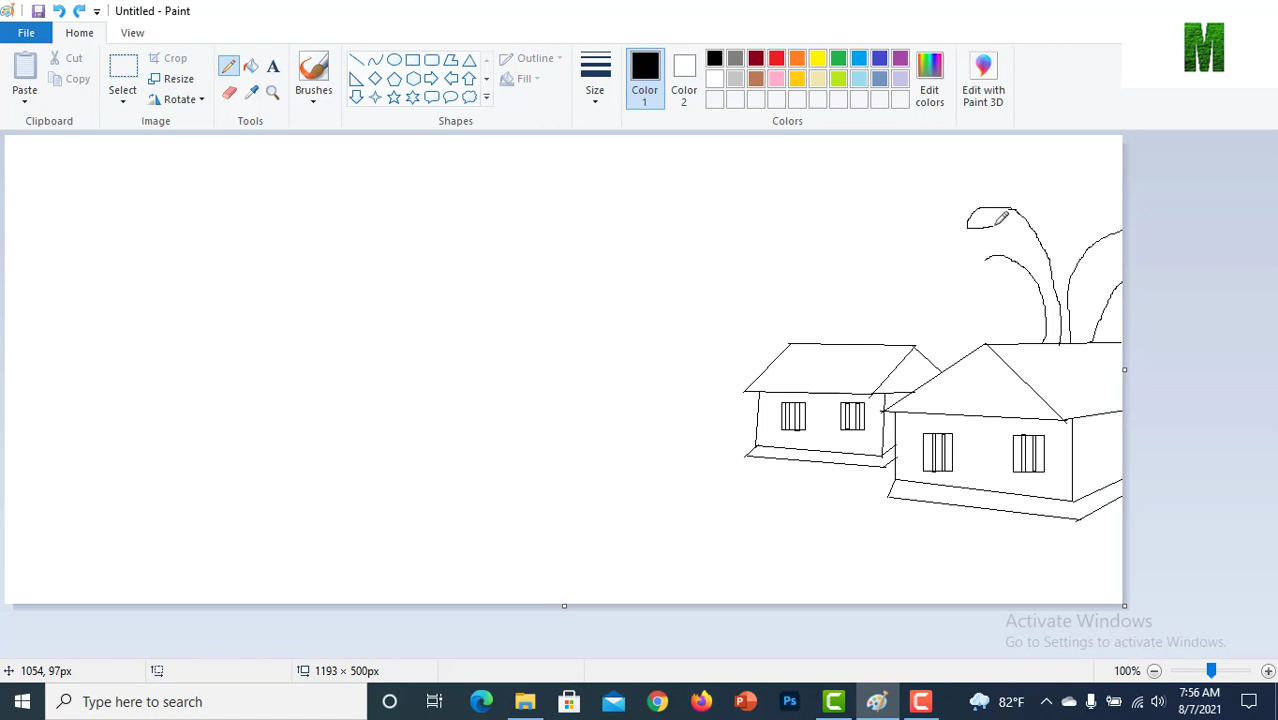 Untitled - Paint
File Home View
Paste
Cut
Copy
Clipboard
Select
Crop
Resize
Rotate
Image
A
Tools
Brushes
Outline
Fill
Shapes
Size
Color 1
Color 2
Edit colors
Colors
Edit with Paint 3D
M
Activate Windows
Go to Settings to activate Windows.
1054, 97px
1193 × 500px
100%
Type here to search
Ps
82°F
7:56 AM
8/7/2021